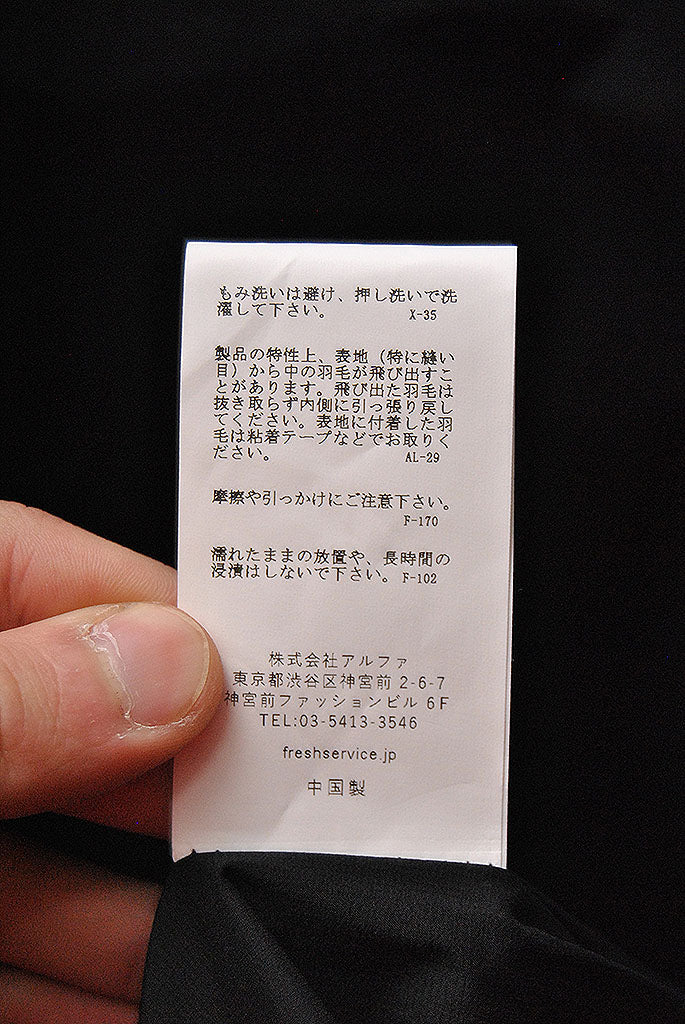 もみ洗いは避け、押し洗いで洗
濯して下さい。 X-35
製品の特性上、表地（特に縫い
目）から中の羽毛が飛び出すこ
とがあります。飛び出た羽毛は
抜き取らず内側に引っ張り戻し
てください。表地に付着した羽
毛は粘着テープなどでお取りく
ださい。 AL-29
摩擦や引っかけにご注意下さい。
F-170
濡れたままの放置や、長時間の
浸漬はしないで下さい。 F-102
株式会社アルファ
東京都渋谷区神宮前 2-6-7
神宮前ファッションビル 6F
TEL:03-5413-3546
freshservice.jp
中国製